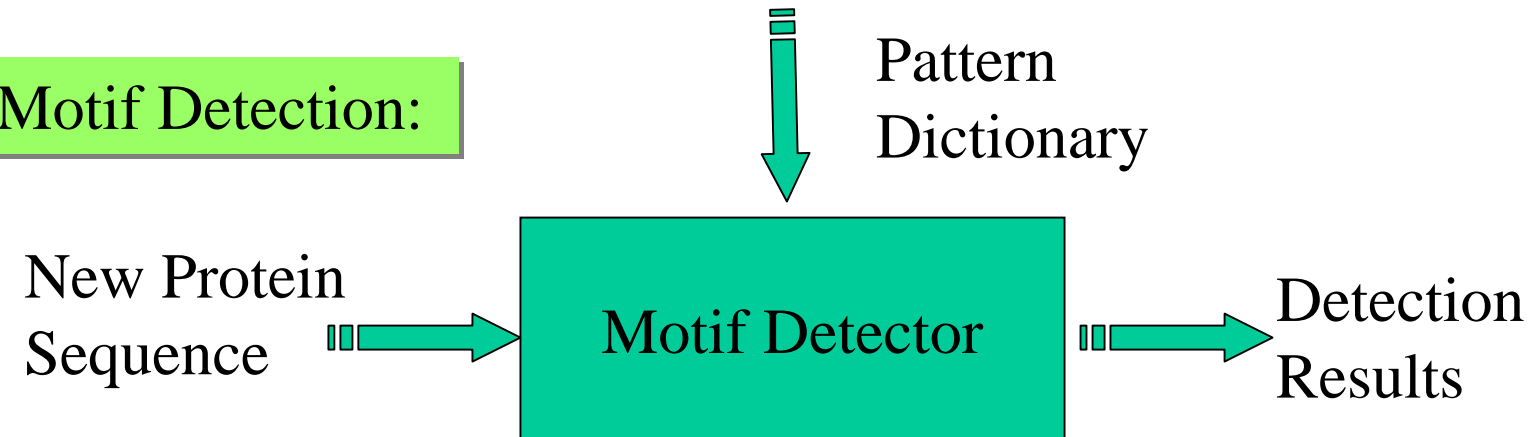 Pattern
Dictionary
Motif Detection:
New Protein
Sequence
Motif Detector
Detection
Results